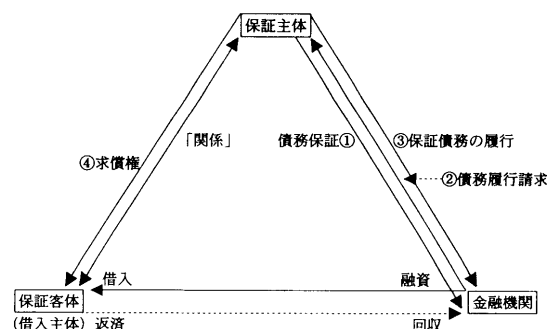 保証主体
「関係」
債務保証①
③保証債務の履行
④求償権
②債務履行請求
借入
融資
保証客体
金融機関
(借入主体) 返済
回収